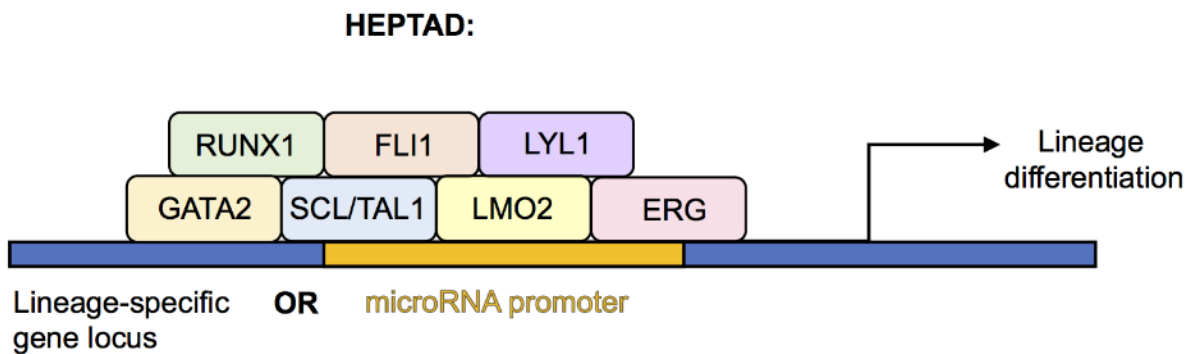 HEPTAD:
RUNX1 FLI1 LYL1
GATA2 SCL/TAL1 LMO2 ERG
Lineage
differentiation
Lineage-specific OR microRNA promoter
gene locus